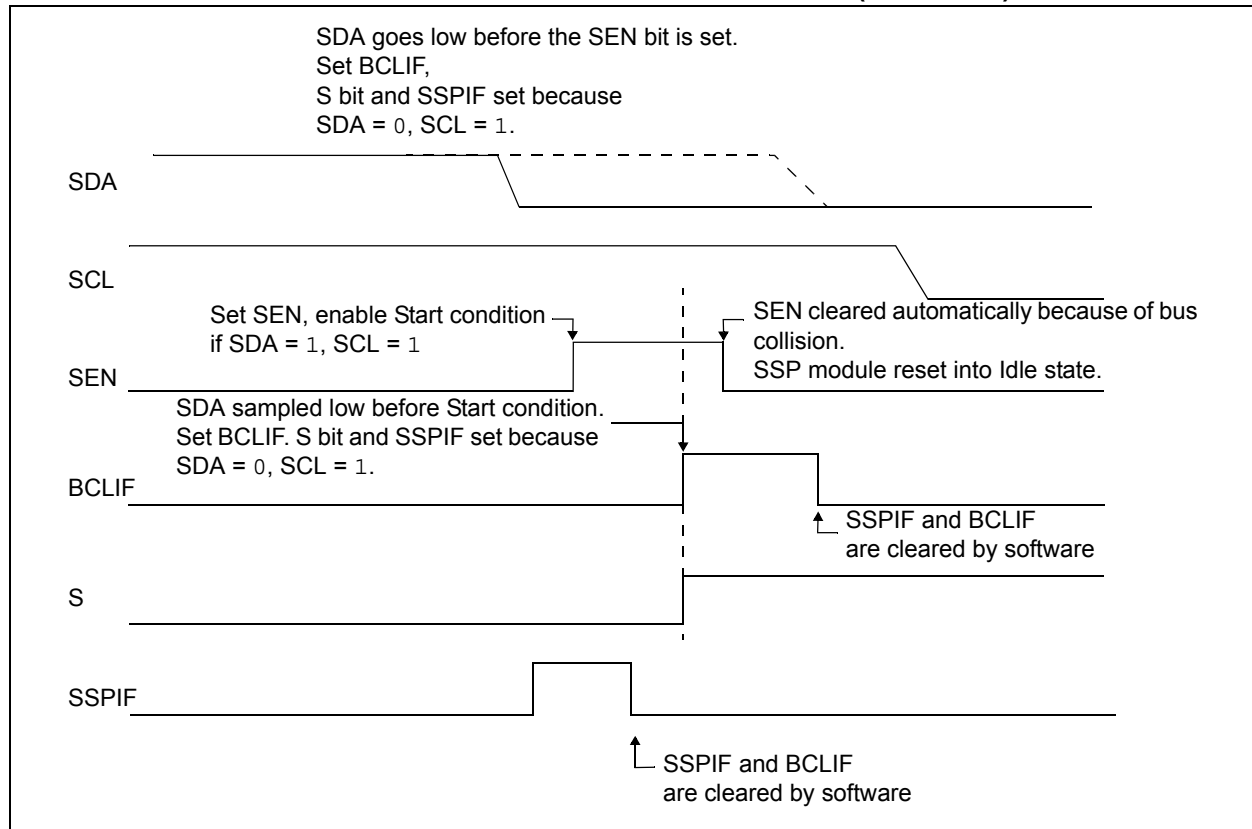 SDA goes low before the SEN bit is set.
Set BCLIF,
S bit and SSPIF set because
SDA = 0, SCL = 1.
SDA
SCL
Set SEN, enable Start condition
if SDA = 1, SCL = 1
SEN cleared automatically because of bus
collision.
SSP module reset into Idle state.
SEN
SDA sampled low before Start condition.
Set BCLIF. S bit and SSPIF set because
SDA = 0, SCL = 1.
BCLIF
SSPIF and BCLIF
are cleared by software
S
SSPIF
SSPIF and BCLIF
are cleared by software